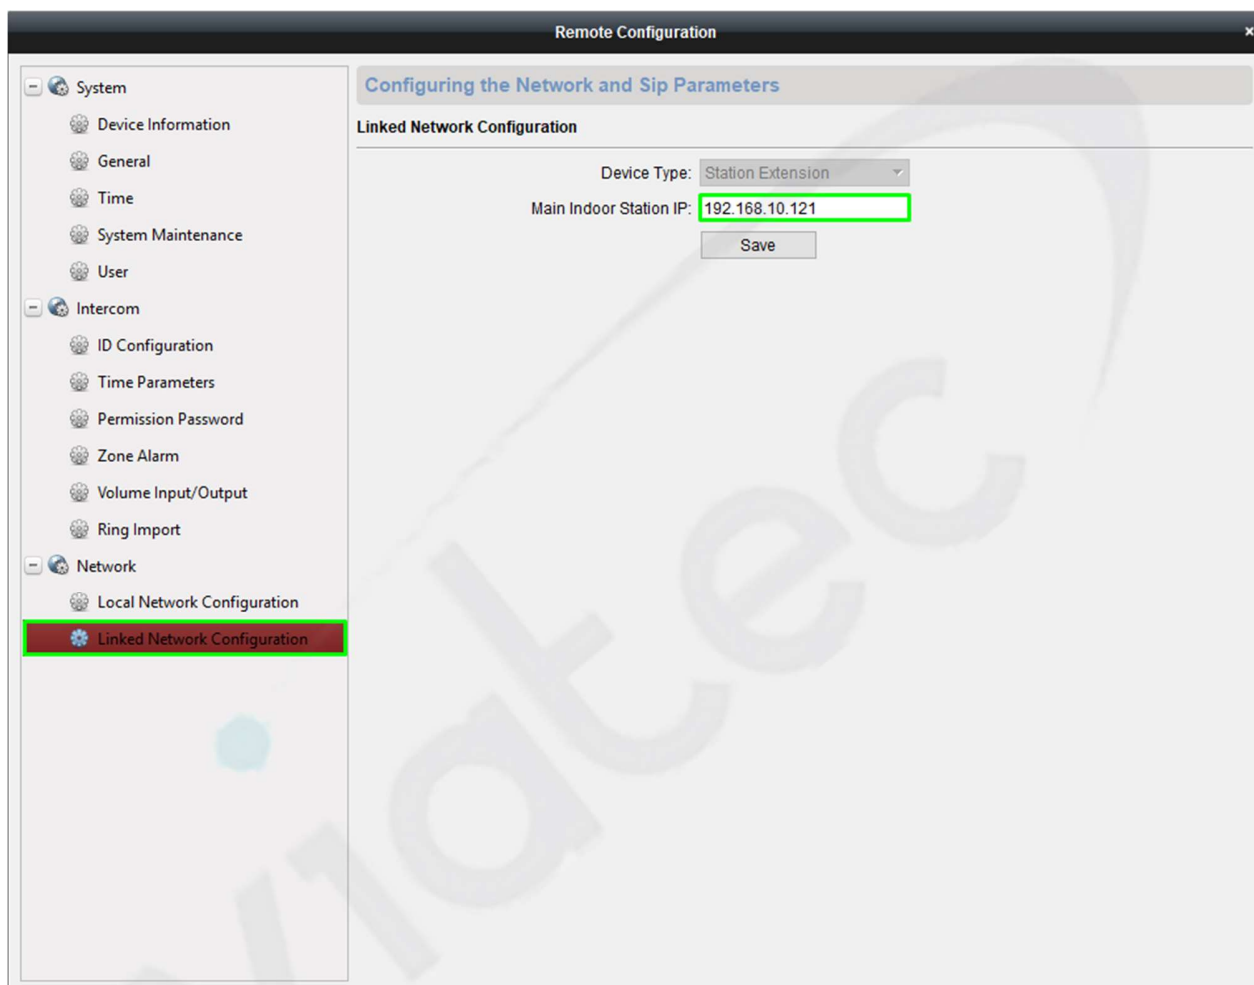 Remote Configuration
System
Device Information
General
Time
System Maintenance
User
Intercom
ID Configuration
Time Parameters
Permission Password
Zone Alarm
Volume Input/Output
Ring Import
Network
Local Network Configuration
Linked Network Configuration
Configuring the Network and Sip Parameters
Linked Network Configuration
Device Type: Station Extension
Main Indoor Station IP: 192.168.10.121
Save
viatec